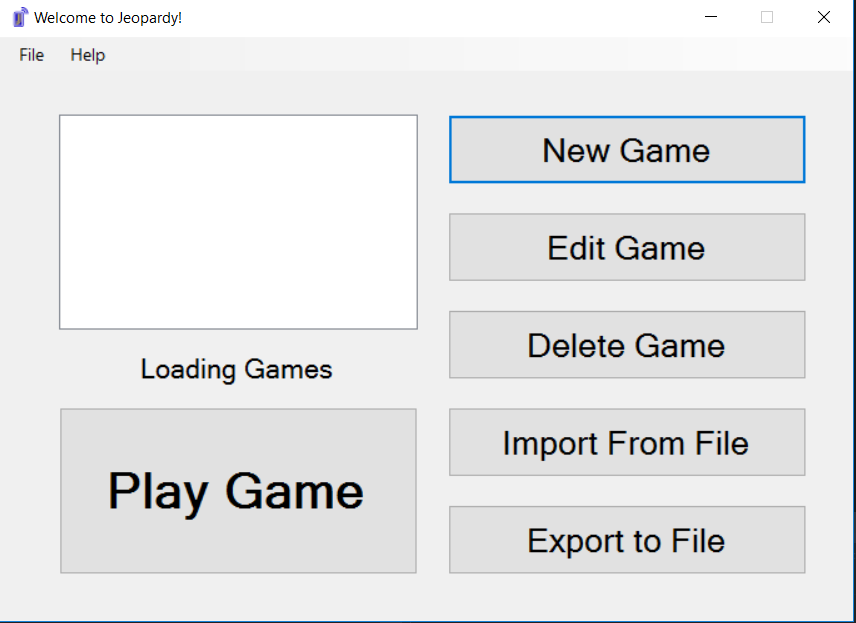 Welcome to Jeopardy!
File Help
New Game
Edit Game
Delete Game
Loading Games
Import From File
Play Game
Export to File